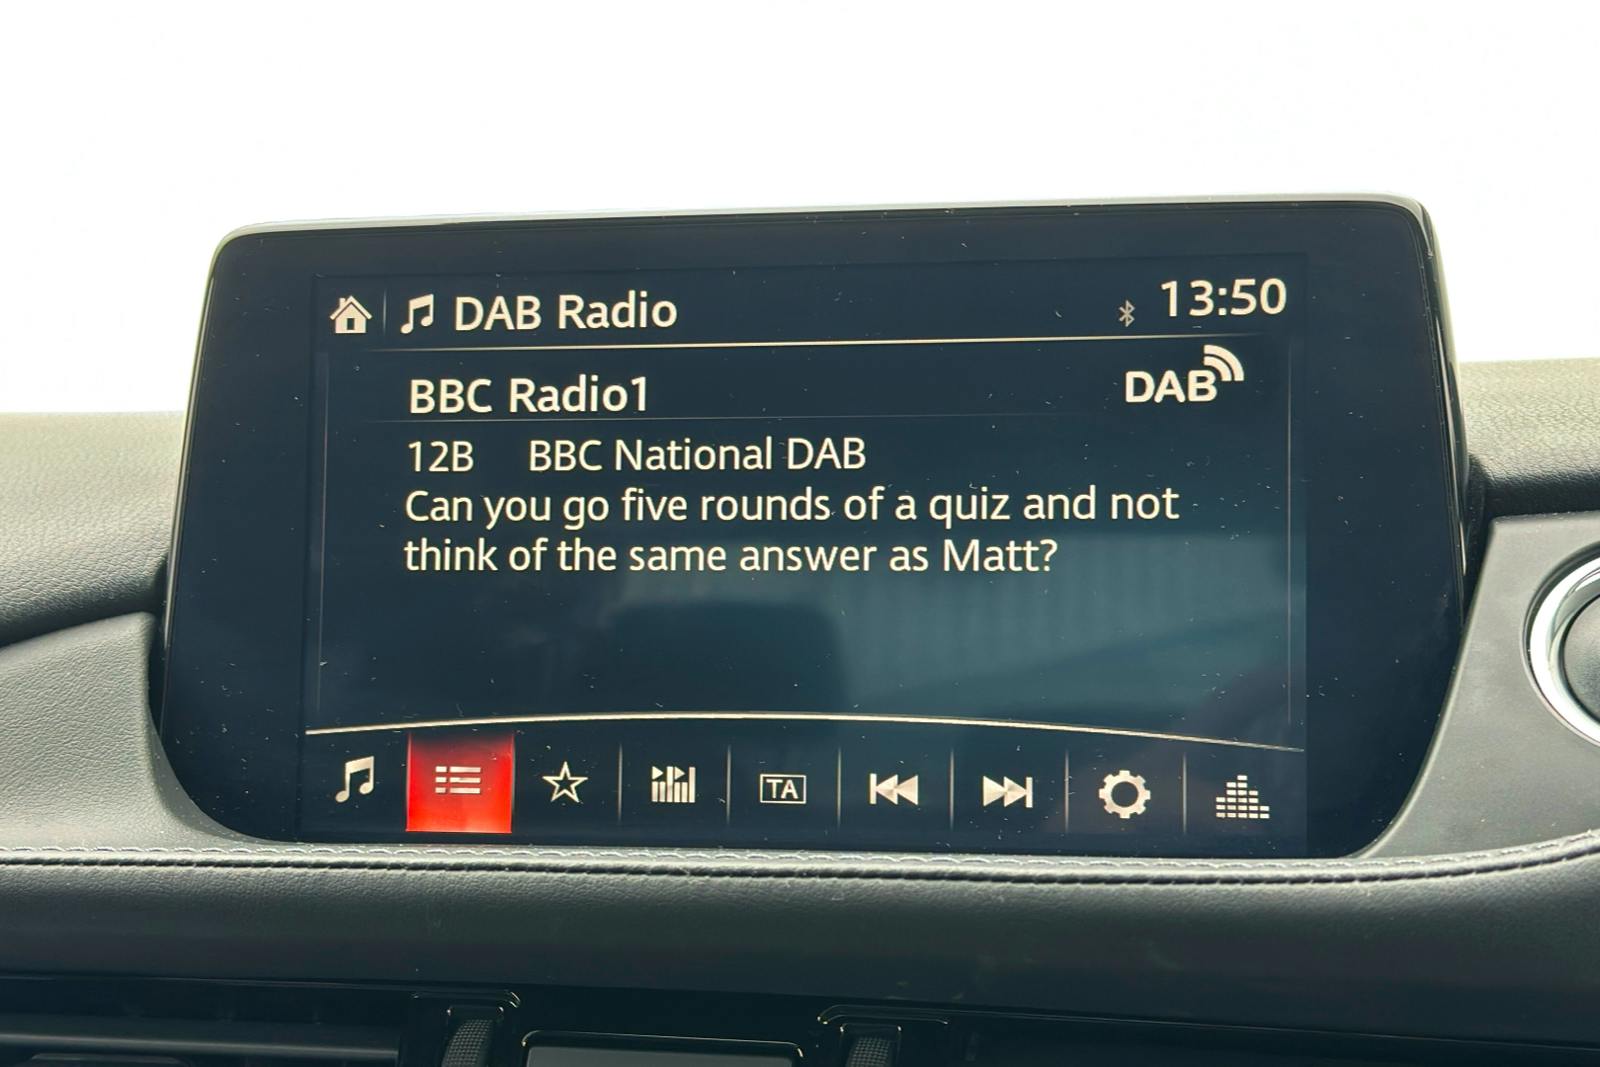 DAB Radio
13:50
BBC Radio1
DAB
12B BBC National DAB
Can you go five rounds of a quiz and not
think of the same answer as Matt?
TA